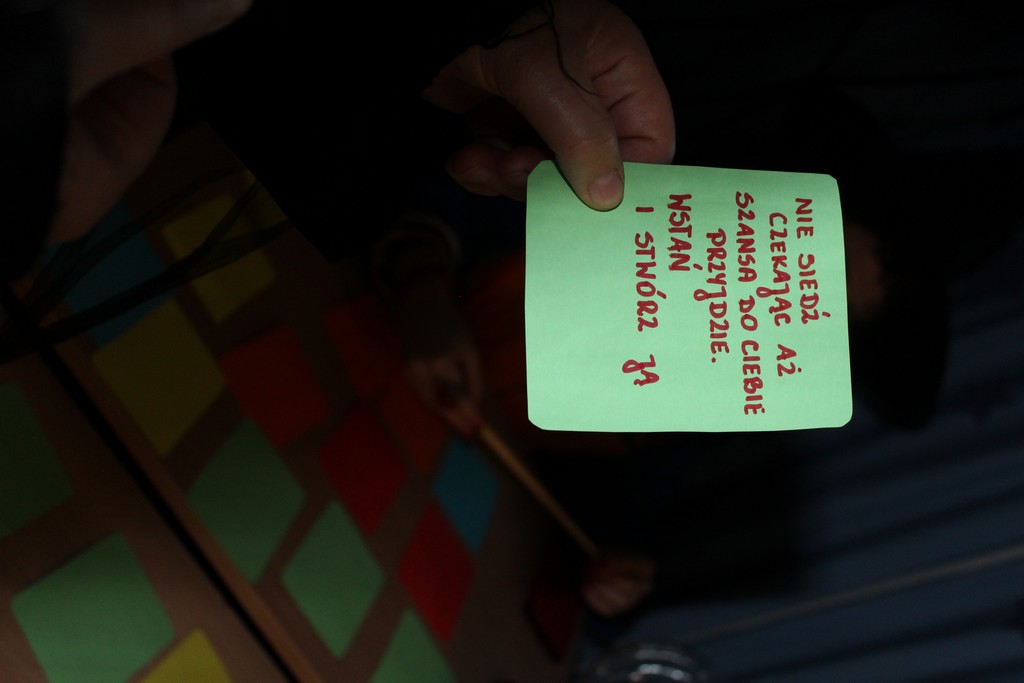 NIE SIEDŹ
CZEKAJĄC AŻ
SZANSA DO CIEBIE
PRZYJDZIE.
WSTAŃ
I STWÓRZ JĄ